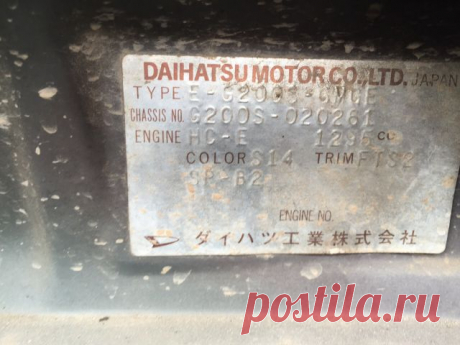 DAIHATSU MOTOR CO., LTD. JAPAN
TYPE E-G200S-
CHASSIS NO. G200S-020261
ENGINE HC-E 1295 cc
COLOR S14 TRIM FTS2
ENGINE NO.
ダイハツ工業株式会社
postila.ru